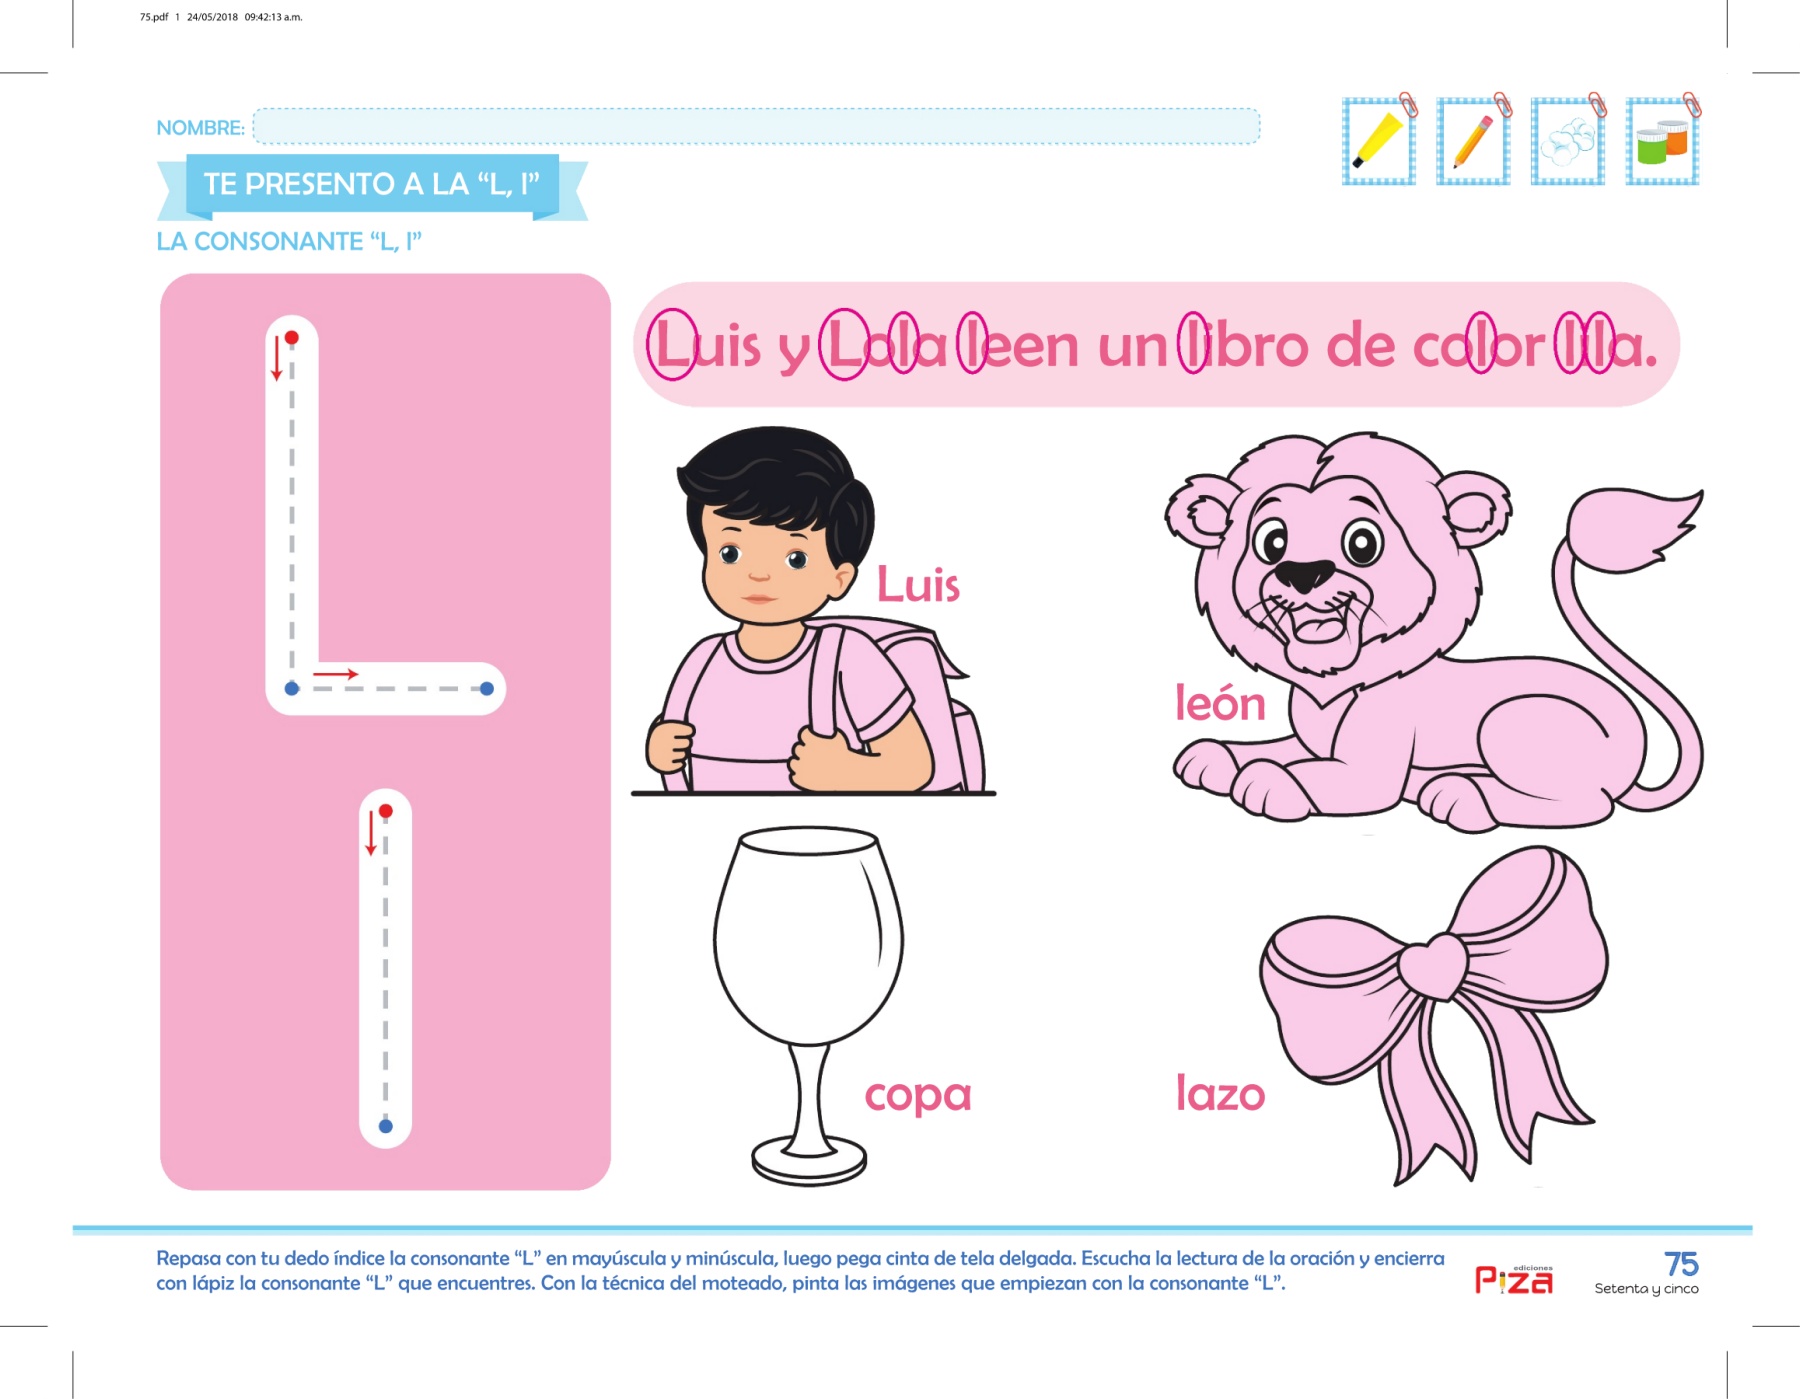 75.pdf 1 24/05/2018 09:42:13 a.m.
NOMBRE:
TE PRESENTO A LA “L, l”
LA CONSONANTE “L, l”
Luis y Lola leen un libro de color lila.
Luis
león
copa
lazo
Repasa con tu dedo índice la consonante “L” en mayúscula y minúscula, luego pega cinta de tela delgada. Escucha la lectura de la oración y encierra
con lápiz la consonante “L” que encuentres. Con la técnica del moteado, pinta las imágenes que empiezan con la consonante “L”.
ediciones
Piza
75
Setenta y cinco